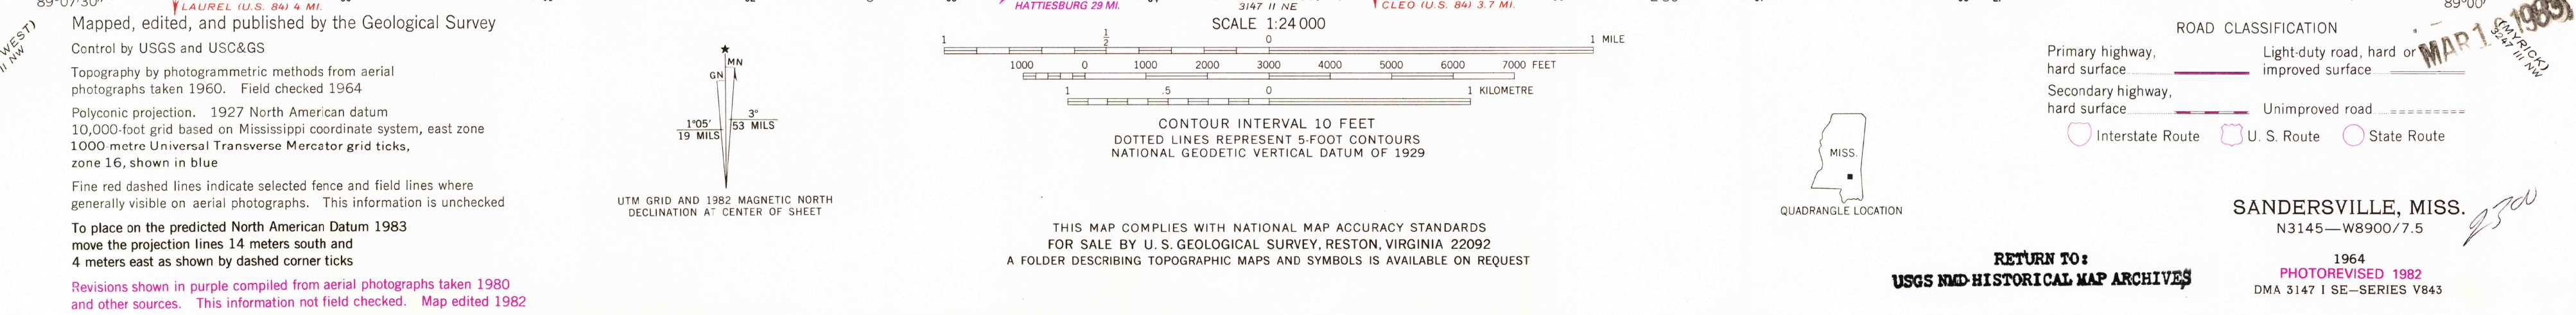 89°07'30"
LAUREL (U.S. 84) 4 MI.
HATTIESBURG 29 MI.
3147 II NE
CLEO (U.S. 84) 3.7 MI.
89°00'
WEST)
II NW
Mapped, edited, and published by the Geological Survey
Control by USGS and USC&GS
Topography by photogrammetric methods from aerial
photographs taken 1960. Field checked 1964
Polyconic projection. 1927 North American datum
10,000-foot grid based on Mississippi coordinate system, east zone
1000-metre Universal Transverse Mercator grid ticks,
zone 16, shown in blue
Fine red dashed lines indicate selected fence and field lines where
generally visible on aerial photographs. This information is unchecked
To place on the predicted North American Datum 1983
move the projection lines 14 meters south and
4 meters east as shown by dashed corner ticks
Revisions shown in purple compiled from aerial photographs taken 1980
and other sources. This information not field checked. Map edited 1982
MN
GN
1°05'
19 MILS
3°
53 MILS
UTM GRID AND 1982 MAGNETIC NORTH
DECLINATION AT CENTER OF SHEET
SCALE 1:24 000
1 1/2 0 1 MILE
1000 0 1000 2000 3000 4000 5000 6000 7000 FEET
1 .5 0 1 KILOMETRE
CONTOUR INTERVAL 10 FEET
DOTTED LINES REPRESENT 5-FOOT CONTOURS
NATIONAL GEODETIC VERTICAL DATUM OF 1929
THIS MAP COMPLIES WITH NATIONAL MAP ACCURACY STANDARDS
FOR SALE BY U. S. GEOLOGICAL SURVEY, RESTON, VIRGINIA 22092
A FOLDER DESCRIBING TOPOGRAPHIC MAPS AND SYMBOLS IS AVAILABLE ON REQUEST
MISS.
QUADRANGLE LOCATION
RETURN TO:
USGS NMD-HISTORICAL MAP ARCHIVES
ROAD CLASSIFICATION
Primary highway,
hard surface
Light-duty road, hard or
improved surface
Secondary highway,
hard surface
Unimproved road
Interstate Route
U. S. Route
State Route
MAR 1 1983
(MYRICK)
3247 III NW
SANDERSVILLE, MISS.
N3145—W8900/7.5
2300
1964
PHOTOREVISED 1982
DMA 3147 I SE—SERIES V843